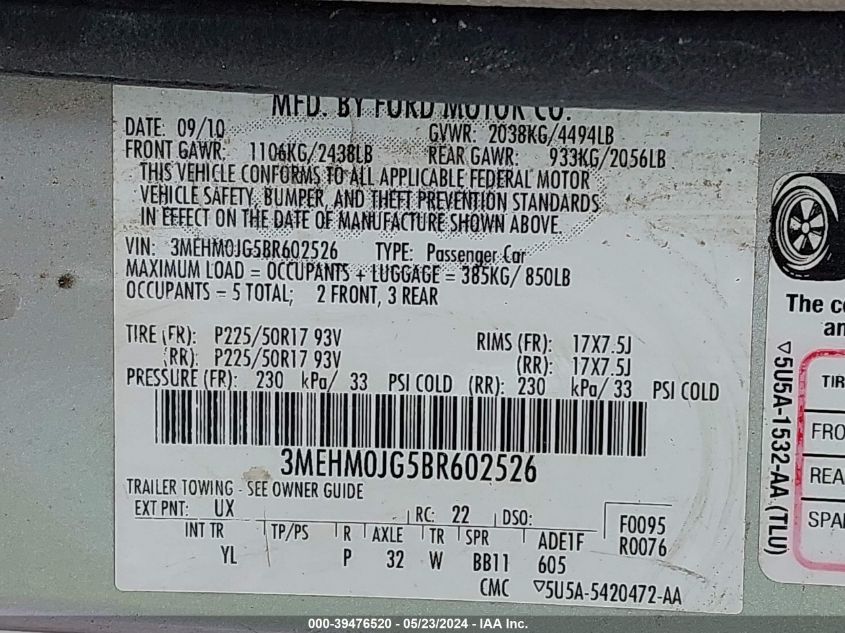 MFD. BY FORD MOTOR CO.
DATE: 09/10 GVWR: 2038KG/4494LB
FRONT GAWR: 1106KG/2438LB REAR GAWR: 933KG/2056LB
THIS VEHICLE CONFORMS TO ALL APPLICABLE FEDERAL MOTOR
VEHICLE SAFETY, BUMPER, AND THEFT PREVENTION STANDARDS
IN EFFECT ON THE DATE OF MANUFACTURE SHOWN ABOVE.
VIN: 3MEHM0JG5BR602526 TYPE: Passenger Car
MAXIMUM LOAD = OCCUPANTS + LUGGAGE = 385KG/ 850LB
OCCUPANTS = 5 TOTAL; 2 FRONT, 3 REAR
TIRE (FR): P225/50R17 93V RIMS (FR): 17X7.5J
(RR): P225/50R17 93V (RR): 17X7.5J
PRESSURE (FR): 230 kPa/ 33 PSI COLD (RR): 230 kPa/ 33 PSI COLD
3MEHM0JG5BR602526
TRAILER TOWING - SEE OWNER GUIDE
EXT PNT: UX RC: 22 DSO: F0095
INT TR TP/PS R AXLE TR SPR ADE1F R0076
YL P 32 W BB11 605
CMC ▽5U5A-5420472-AA
The co
an
▽5U5A-1532-AA (TLU)
TIR
FRO
REA
SPA
000-39476520 - 05/23/2024 - IAA Inc.